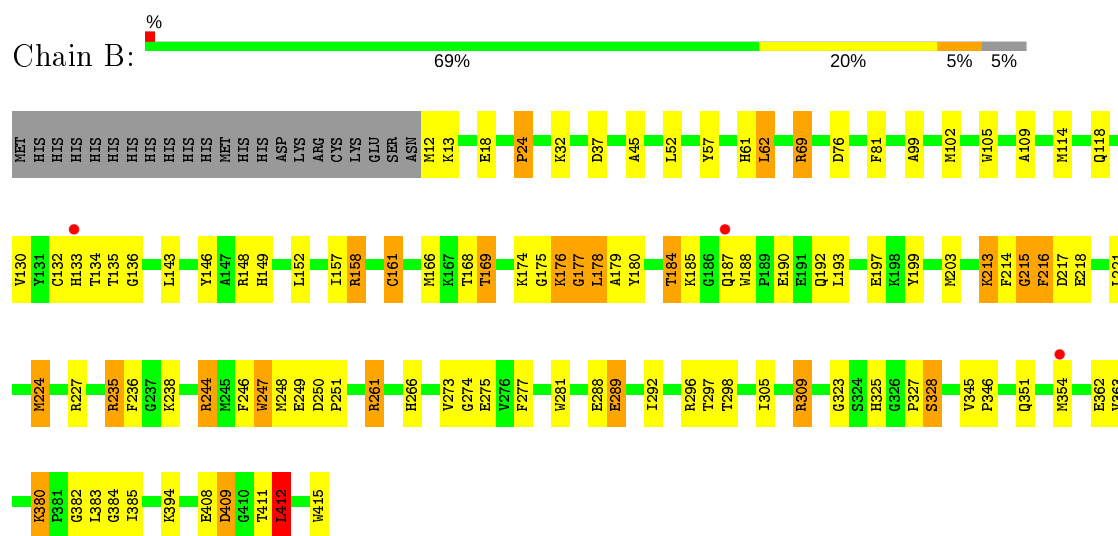 %
Chain B:
69% 20% 5% 5%
MET HIS HIS HIS HIS HIS HIS HIS HIS HIS HIS MET HIS HIS ASP LYS ARG CYS LYS GLU SER ASN M12 K13 E18 P24 K32 D37 A45 L52 Y57 H61 L62 R69 D76 F81 A99 M102 W105 A109 M114 Q118
V130 Y131 C132 H133 T134 T135 G136 L143 Y146 A147 R148 H149 L152 I157 R158 C161 M166 K167 T168 T169 K174 G175 K176 G177 L178 A179 Y180 T184 K185 G186 Q187 W188 P189 E190 E191 Q192 L193 E197 K198 Y199 M203 K213 F214 G215 F216 D217 E218 L221
M224 R227 R235 F236 G237 K238 R244 M245 F246 W247 M248 E249 D250 P251 R261 H266 V273 G274 E275 V276 F277 W281 E288 E289 I292 R296 T297 T298 I305 R309 G323 S324 H325 G326 P327 S328 V345 P346 Q351 M354 E362 V363
K380 P381 G382 L383 G384 I385 K394 E408 D409 G410 T411 L412 W415